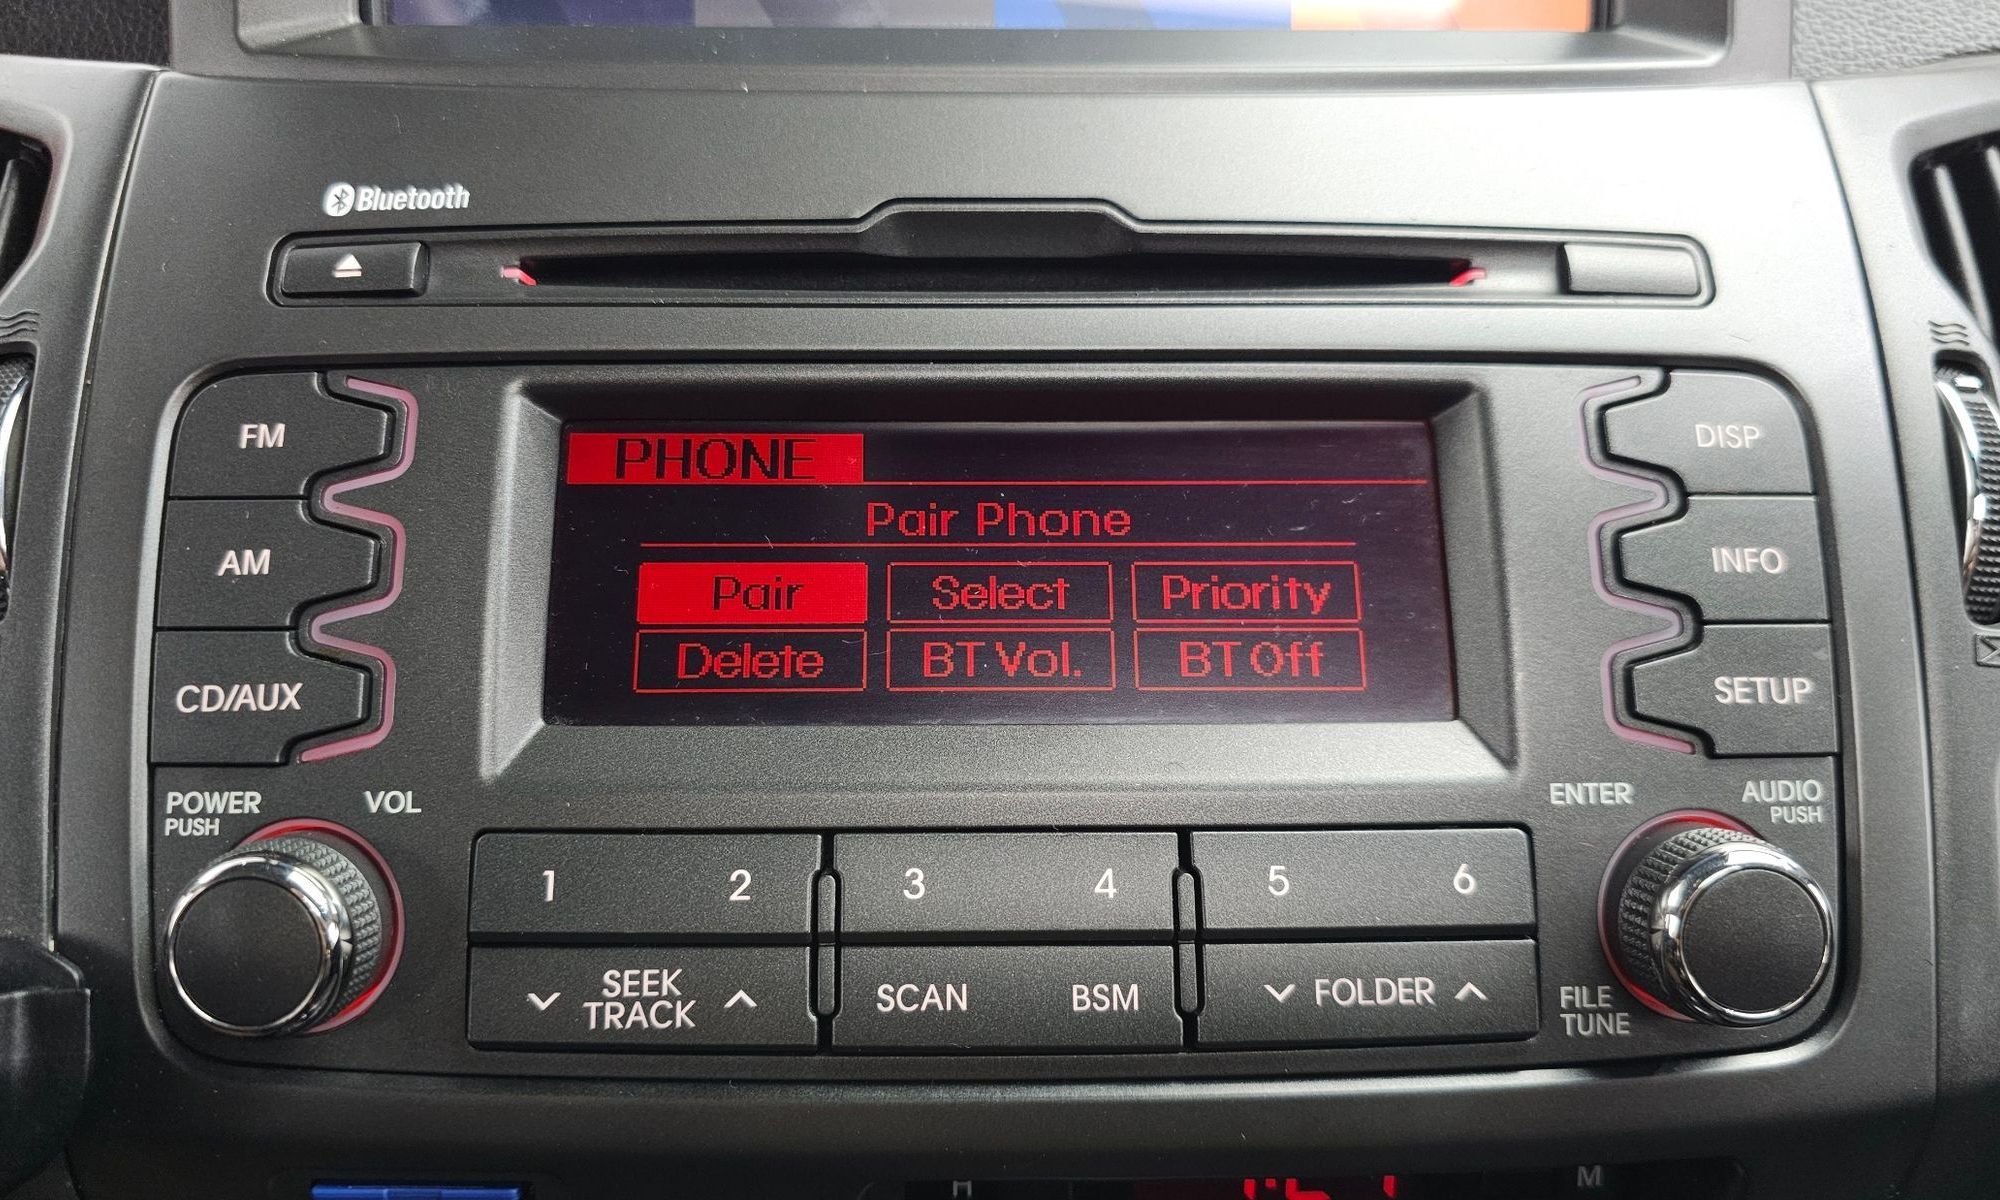 Bluetooth
FM
AM
CD/AUX
POWER
PUSH
VOL
PHONE
Pair Phone
Pair Select Priority
Delete BT Vol. BT Off
DISP
INFO
SETUP
ENTER
AUDIO
PUSH
1 2 3 4 5 6
SEEK
TRACK
SCAN
BSM
FOLDER
FILE
TUNE
H
M